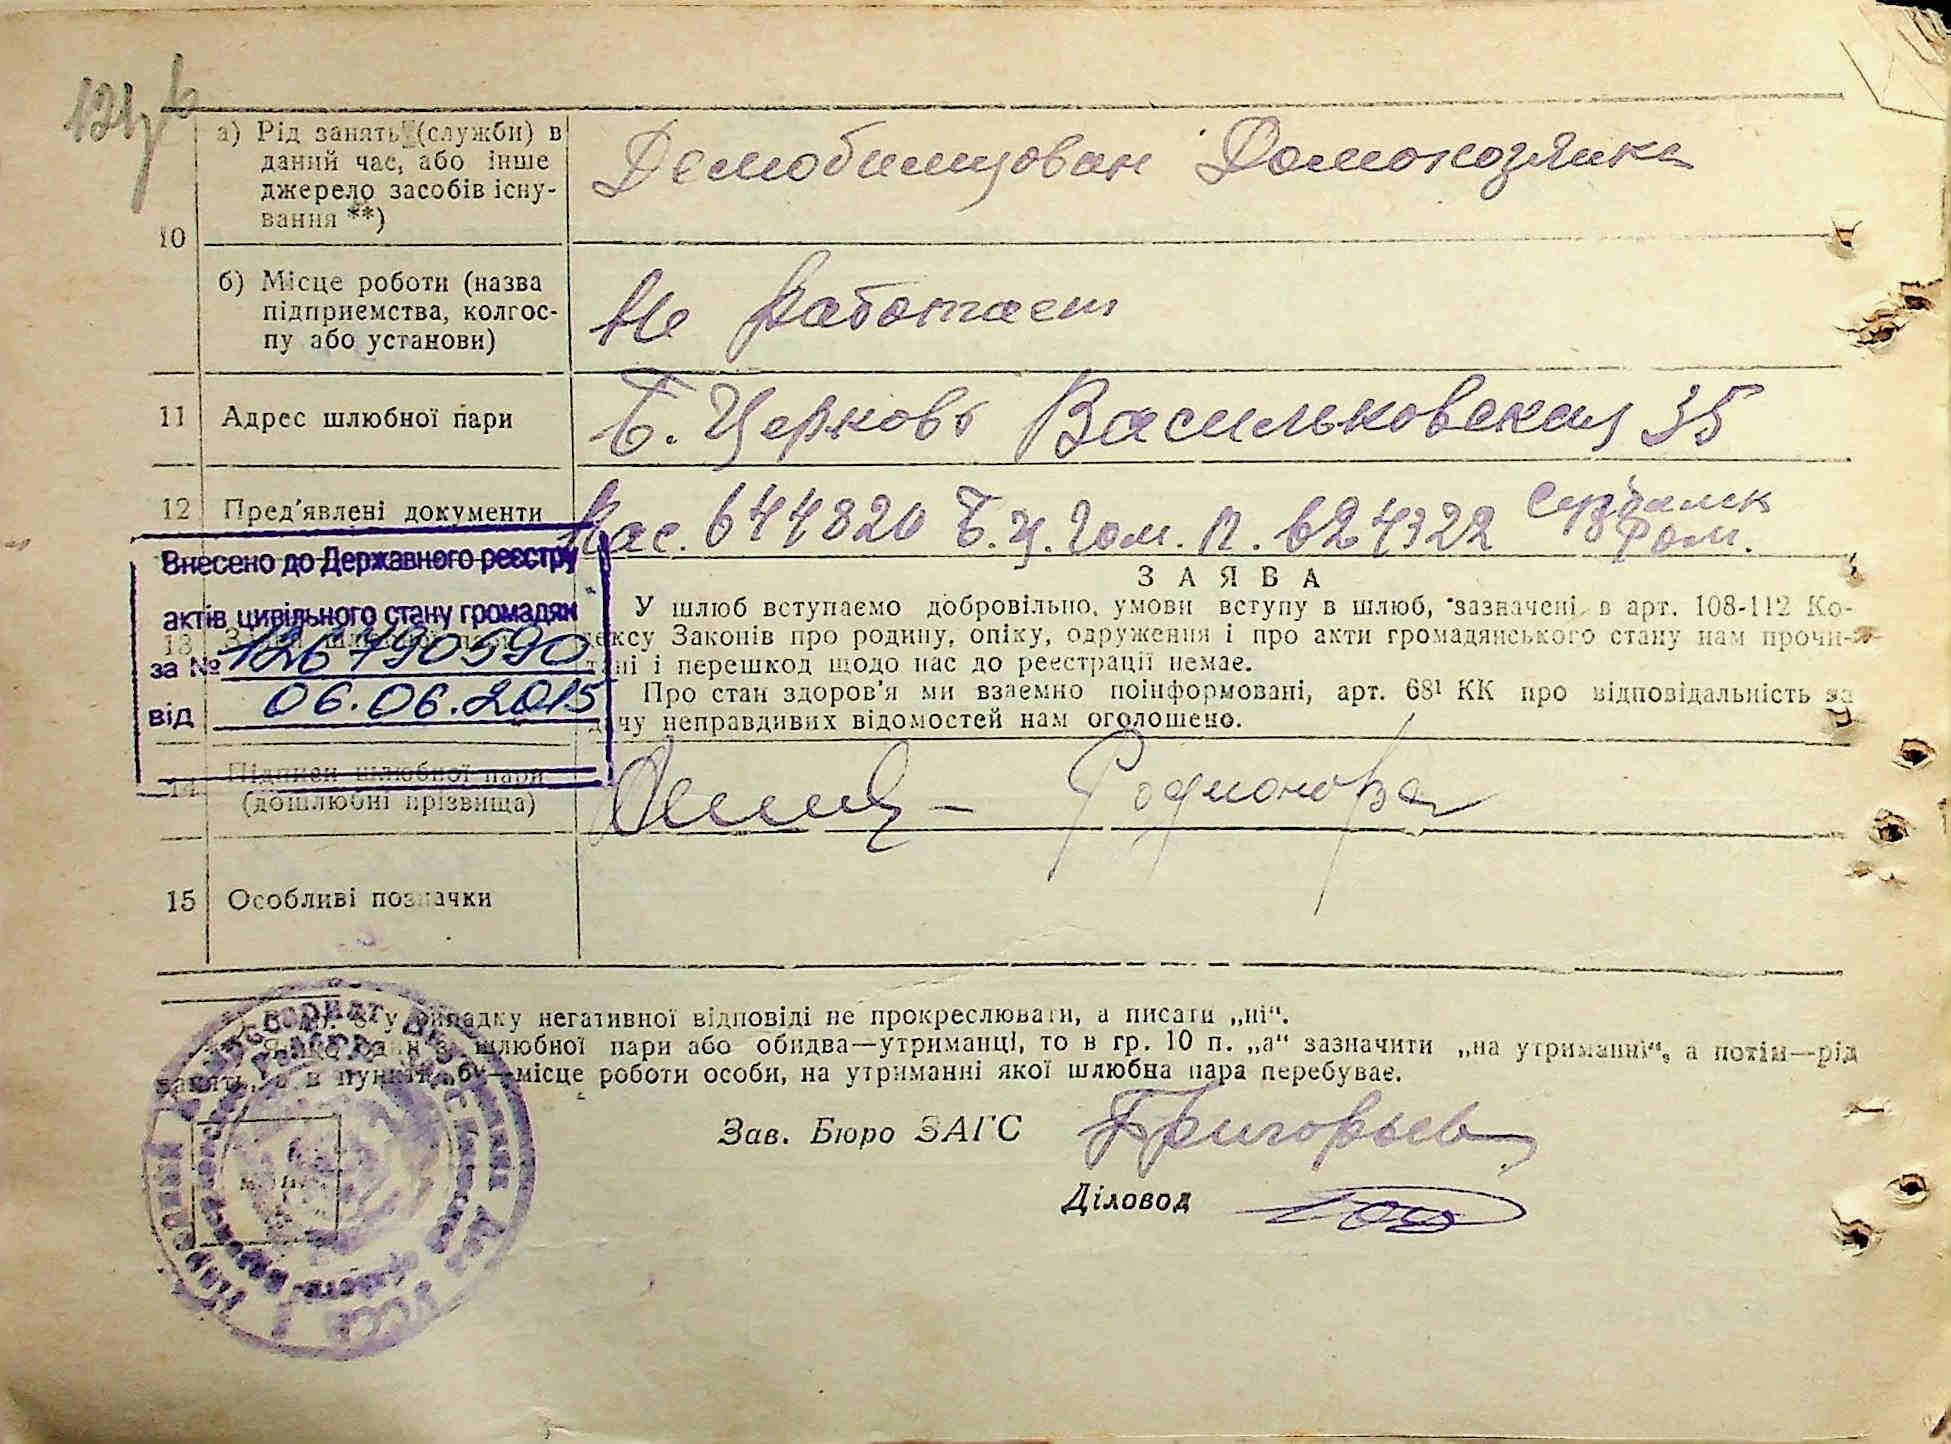 а) Рід занять (служби) в
даний час, або інше
джерело засобів існу-
вання **)
Демобилизован Домохозяйка
10
б) Місце роботи (назва
підприємства, колгос-
пу або установи)
Не работает
11 Адрес шлюбної пари
Б. Церковь Васильковская 35
12 Пред'явлені документи
Пас. 644820 Б.Ц. Гом. П. 624322
Внесено до Державного реєстру
актів цивільного стану громадян
за № 126790590
від 06.06.2015
13
ЗАЯВА
У шлюб вступаємо добровільно, умови вступу в шлюб, зазначені в арт. 108-112 Ко-
дексу Законів про родину, опіку, одруження і про акти громадянського стану нам прочи-
тані і перешкод щодо нас до реєстрації немає.
Про стан здоров'я ми взаємно поінформовані, арт. 68¹ КК про відповідальність за
дачу неправдивих відомостей нам оголошено.
14 Підписи шлюбної пари
(дошлюбні прізвища)
Родионова
15 Особливі позначки
у випадку негативної відповіді не прокреслювати, а писати „ні“.
Якщо один з шлюбної пари або обидва—утриманці, то в гр. 10 п. „а“ зазначити „на утриманні“, а потім—рід
занять, а в пункті „б“—місце роботи особи, на утриманні якої шлюбна пара перебуває.
Зав. Бюро ЗАГС Григорьев
Діловод